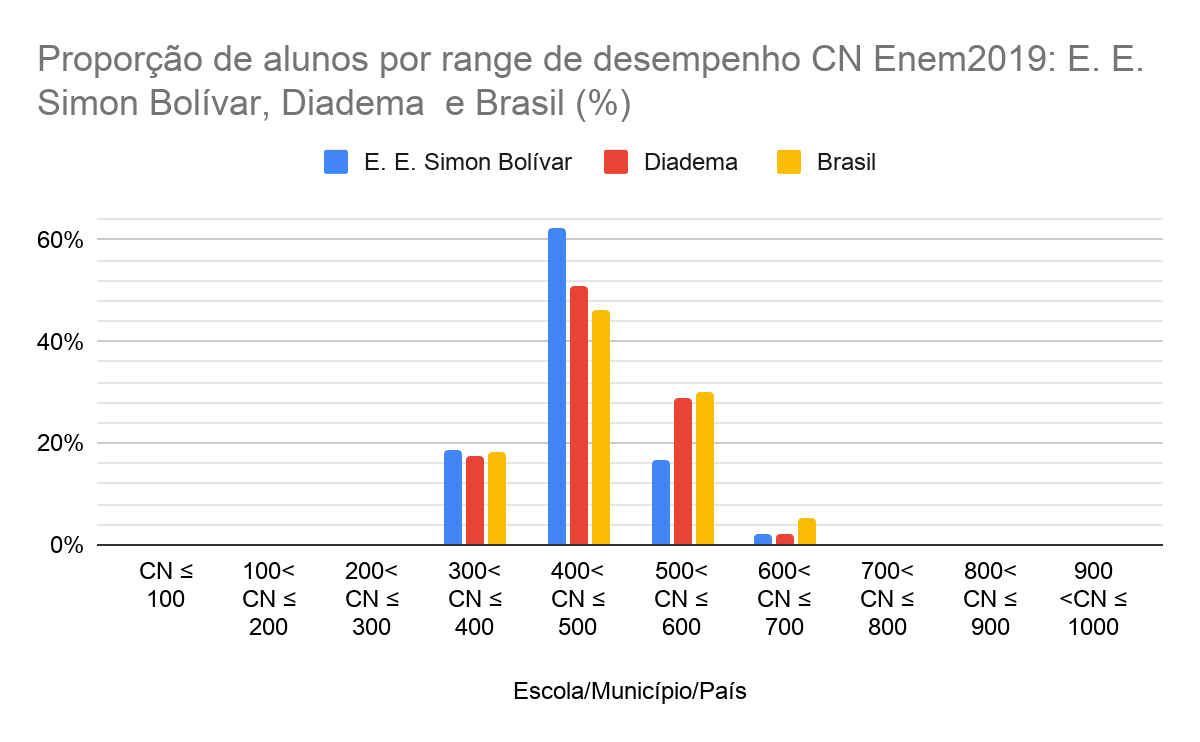 Proporção de alunos por range de desempenho CN Enem2019: E. E.
Simon Bolívar, Diadema  e Brasil (%)
E. E. Simon Bolívar
Diadema
Brasil
60%
40%
20%
0%
CN ≤
100
100<
CN ≤
200
200<
CN ≤
300
300<
CN ≤
400
400<
CN ≤
500
500<
CN ≤
600
600<
CN ≤
700
700<
CN ≤
800
800<
CN ≤
900
900
<CN ≤
1000
Escola/Município/País